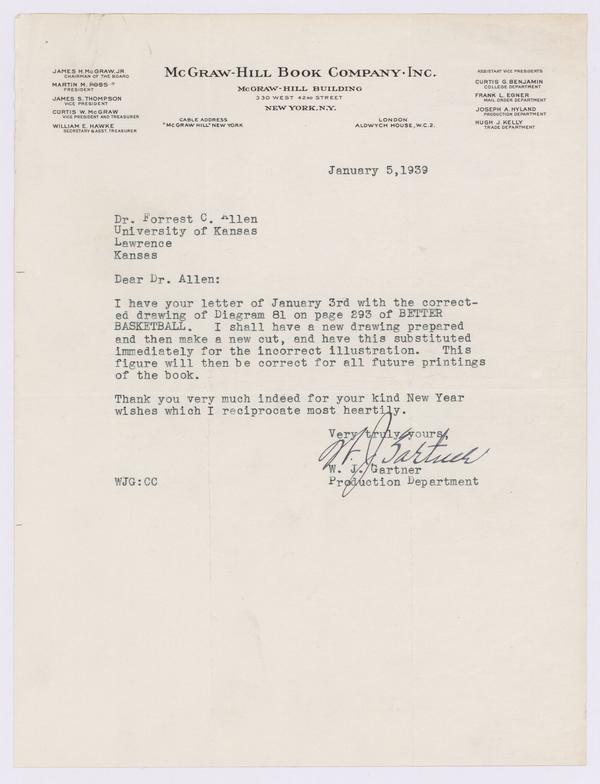 McGraw-Hill Book Company · Inc.
McGraw-Hill Building
330 West 42nd Street
New York, N.Y.
JAMES H. McGRAW, JR.
CHAIRMAN OF THE BOARD
MARTIN M. FOSS
PRESIDENT
JAMES S. THOMPSON
VICE PRESIDENT
CURTIS W. McGRAW
VICE PRESIDENT AND TREASURER
WILLIAM E. HAWKE
SECRETARY & ASST. TREASURER
CABLE ADDRESS
"McGRAW HILL" NEW YORK
LONDON
ALDWYCH HOUSE, W.C.2.
ASSISTANT VICE PRESIDENTS
CURTIS G. BENJAMIN
COLLEGE DEPARTMENT
FRANK L. EGNER
MAIL ORDER DEPARTMENT
JOSEPH A. HYLAND
PRODUCTION DEPARTMENT
HUGH J. KELLY
TRADE DEPARTMENT
January 5,1939
Dr. Forrest C. Allen
University of Kansas
Lawrence
Kansas
Dear Dr. Allen:
I have your letter of January 3rd with the correct-
ed drawing of Diagram 81 on page 293 of BETTER
BASKETBALL. I shall have a new drawing prepared
and then make a new cut, and have this substituted
immediately for the incorrect illustration. This
figure will then be correct for all future printings
of the book.
Thank you very much indeed for your kind New Year
wishes which I reciprocate most heartily.
Very truly yours,
W. J. Gartner
W. J. Gartner
WJG:CC Production Department